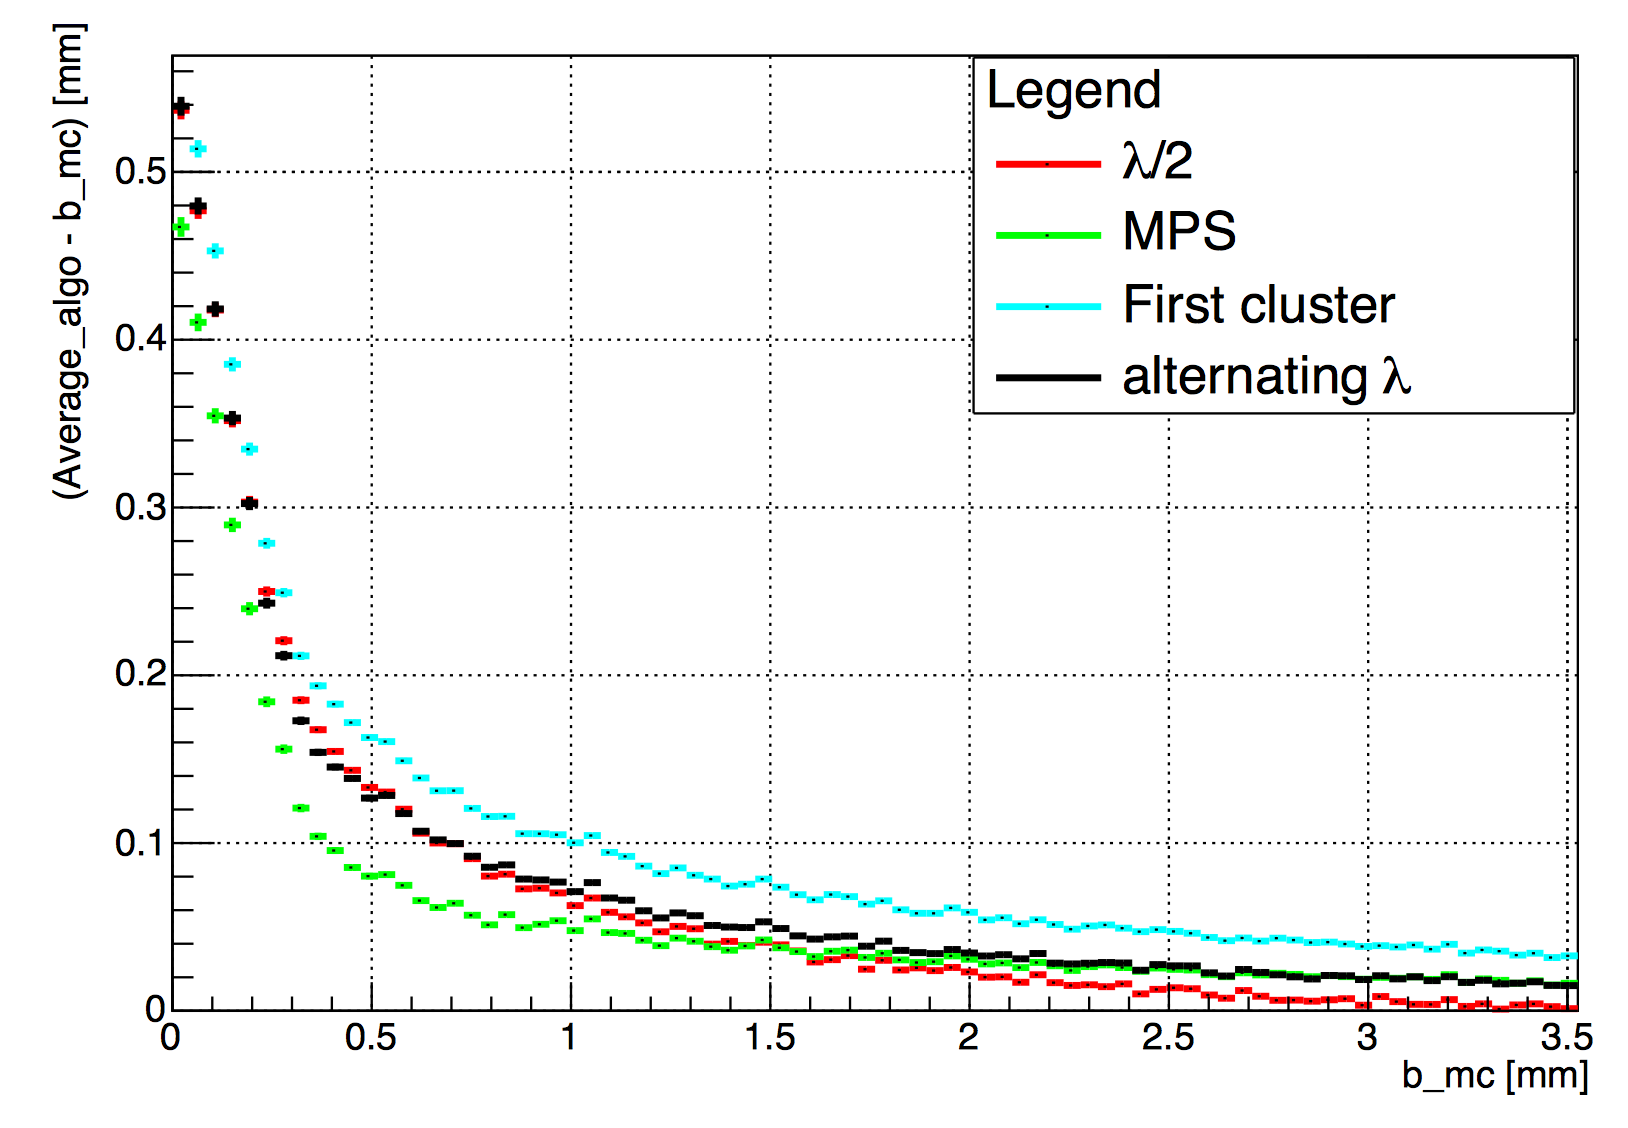 (Average_algo - b_mc) [mm]
Legend
λ/2
MPS
First cluster
alternating λ
0.5
0.4
0.3
0.2
0.1
0
0 0.5 1 1.5 2 2.5 3 3.5
b_mc [mm]